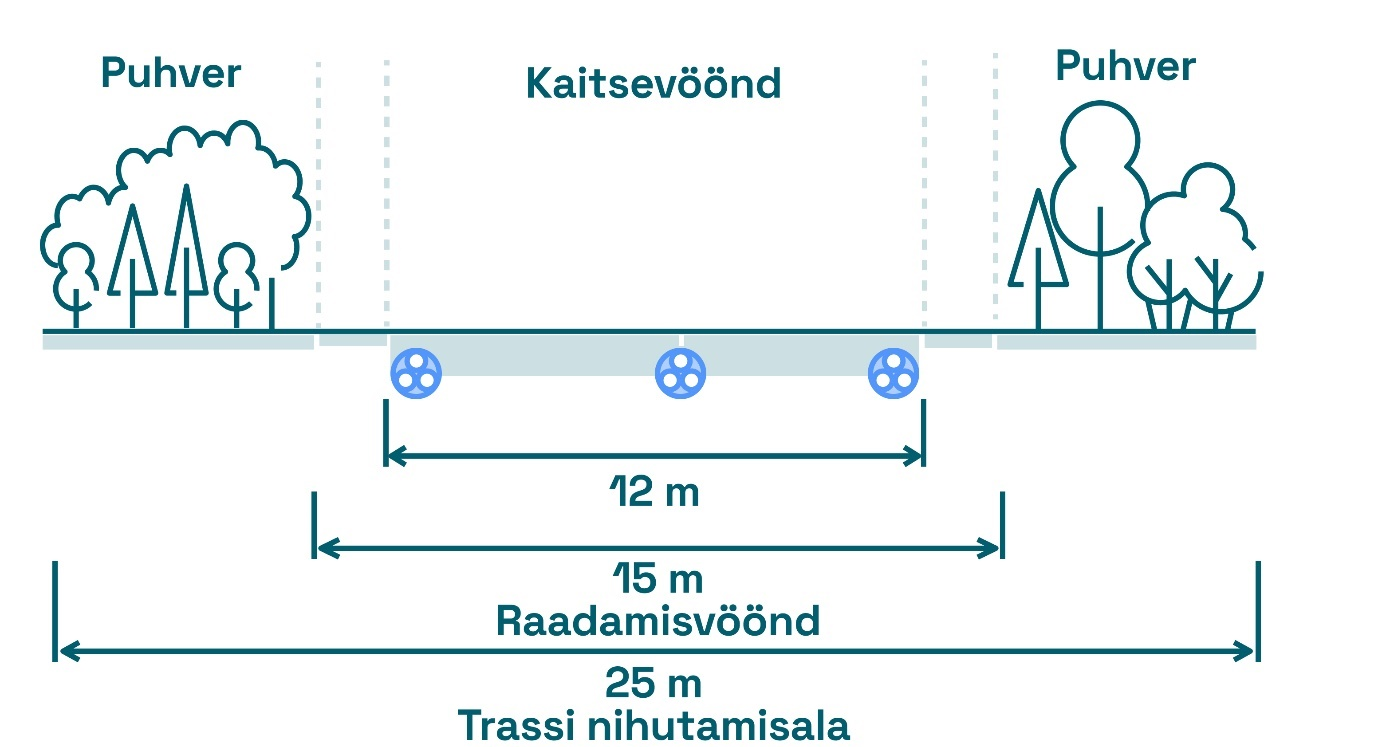 Puhver
Kaitsevöönd
Puhver
12 m
15 m
Raadamisvöönd
25 m
Trassi nihutamisala